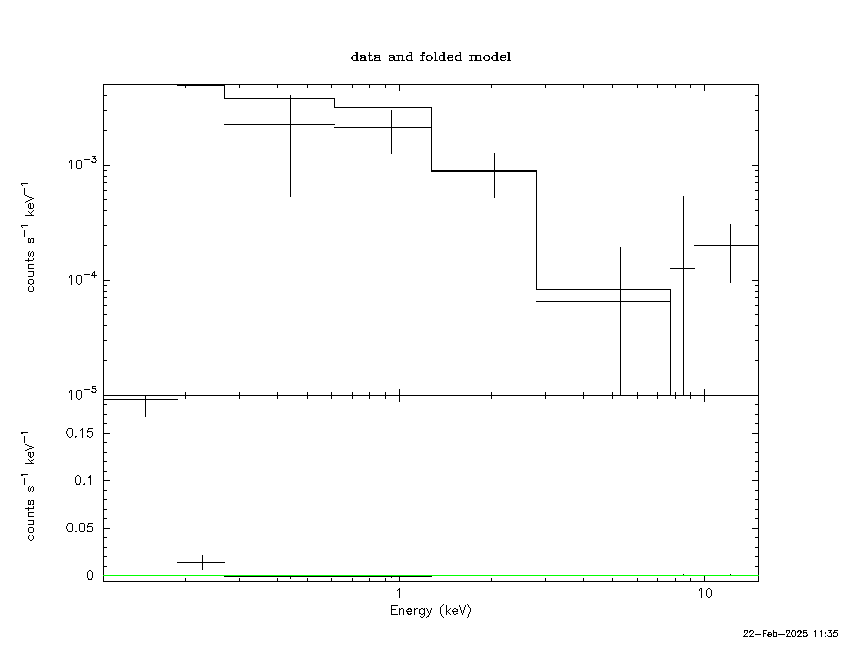 data and folded model
10⁻³
10⁻⁴
10⁻⁵
counts s⁻¹ keV⁻¹
0.15
0.1
0.05
0
counts s⁻¹ keV⁻¹
1
10
Energy (keV)
22-Feb-2025 11:35